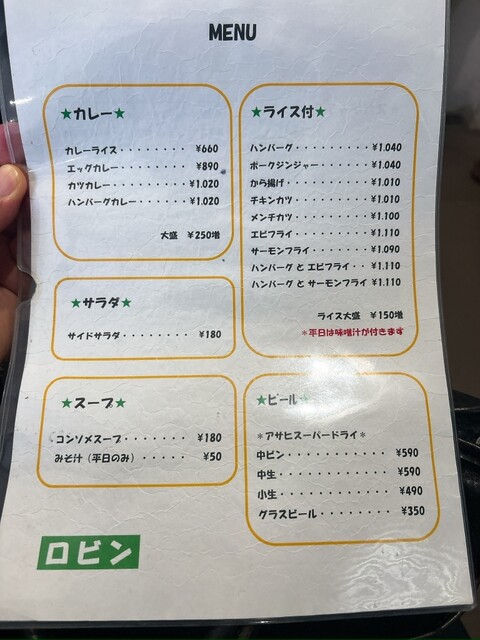 MENU
★カレー★
カレーライス・・・・・・・・¥660
エッグカレー・・・・・・・・¥890
カツカレー・・・・・・・・・¥1.020
ハンバーグカレー・・・・・・¥1.020
大盛 ¥250増
★サラダ★
サイドサラダ・・・・・・・・¥180
★スープ★
コンソメスープ・・・・・・・¥180
みそ汁（平日のみ）・・・・・¥50
★ライス付★
ハンバーグ・・・・・・・・・¥1.040
ポークジンジャー・・・・・・¥1.040
から揚げ・・・・・・・・・・¥1.010
チキンカツ・・・・・・・・・¥1.010
メンチカツ・・・・・・・・・¥1.100
エビフライ・・・・・・・・・¥1.110
サーモンフライ・・・・・・・¥1.090
ハンバーグ と エビフライ・・¥1.110
ハンバーグ と サーモンフライ ¥1.110
ライス大盛 ¥150増
＊平日は味噌汁が付きます
★ビール★
＊アサヒスーパードライ＊
中ビン・・・・・・・・・・・¥590
中生・・・・・・・・・・・・¥590
小生・・・・・・・・・・・・¥490
グラスビール・・・・・・・・¥350
ロビン